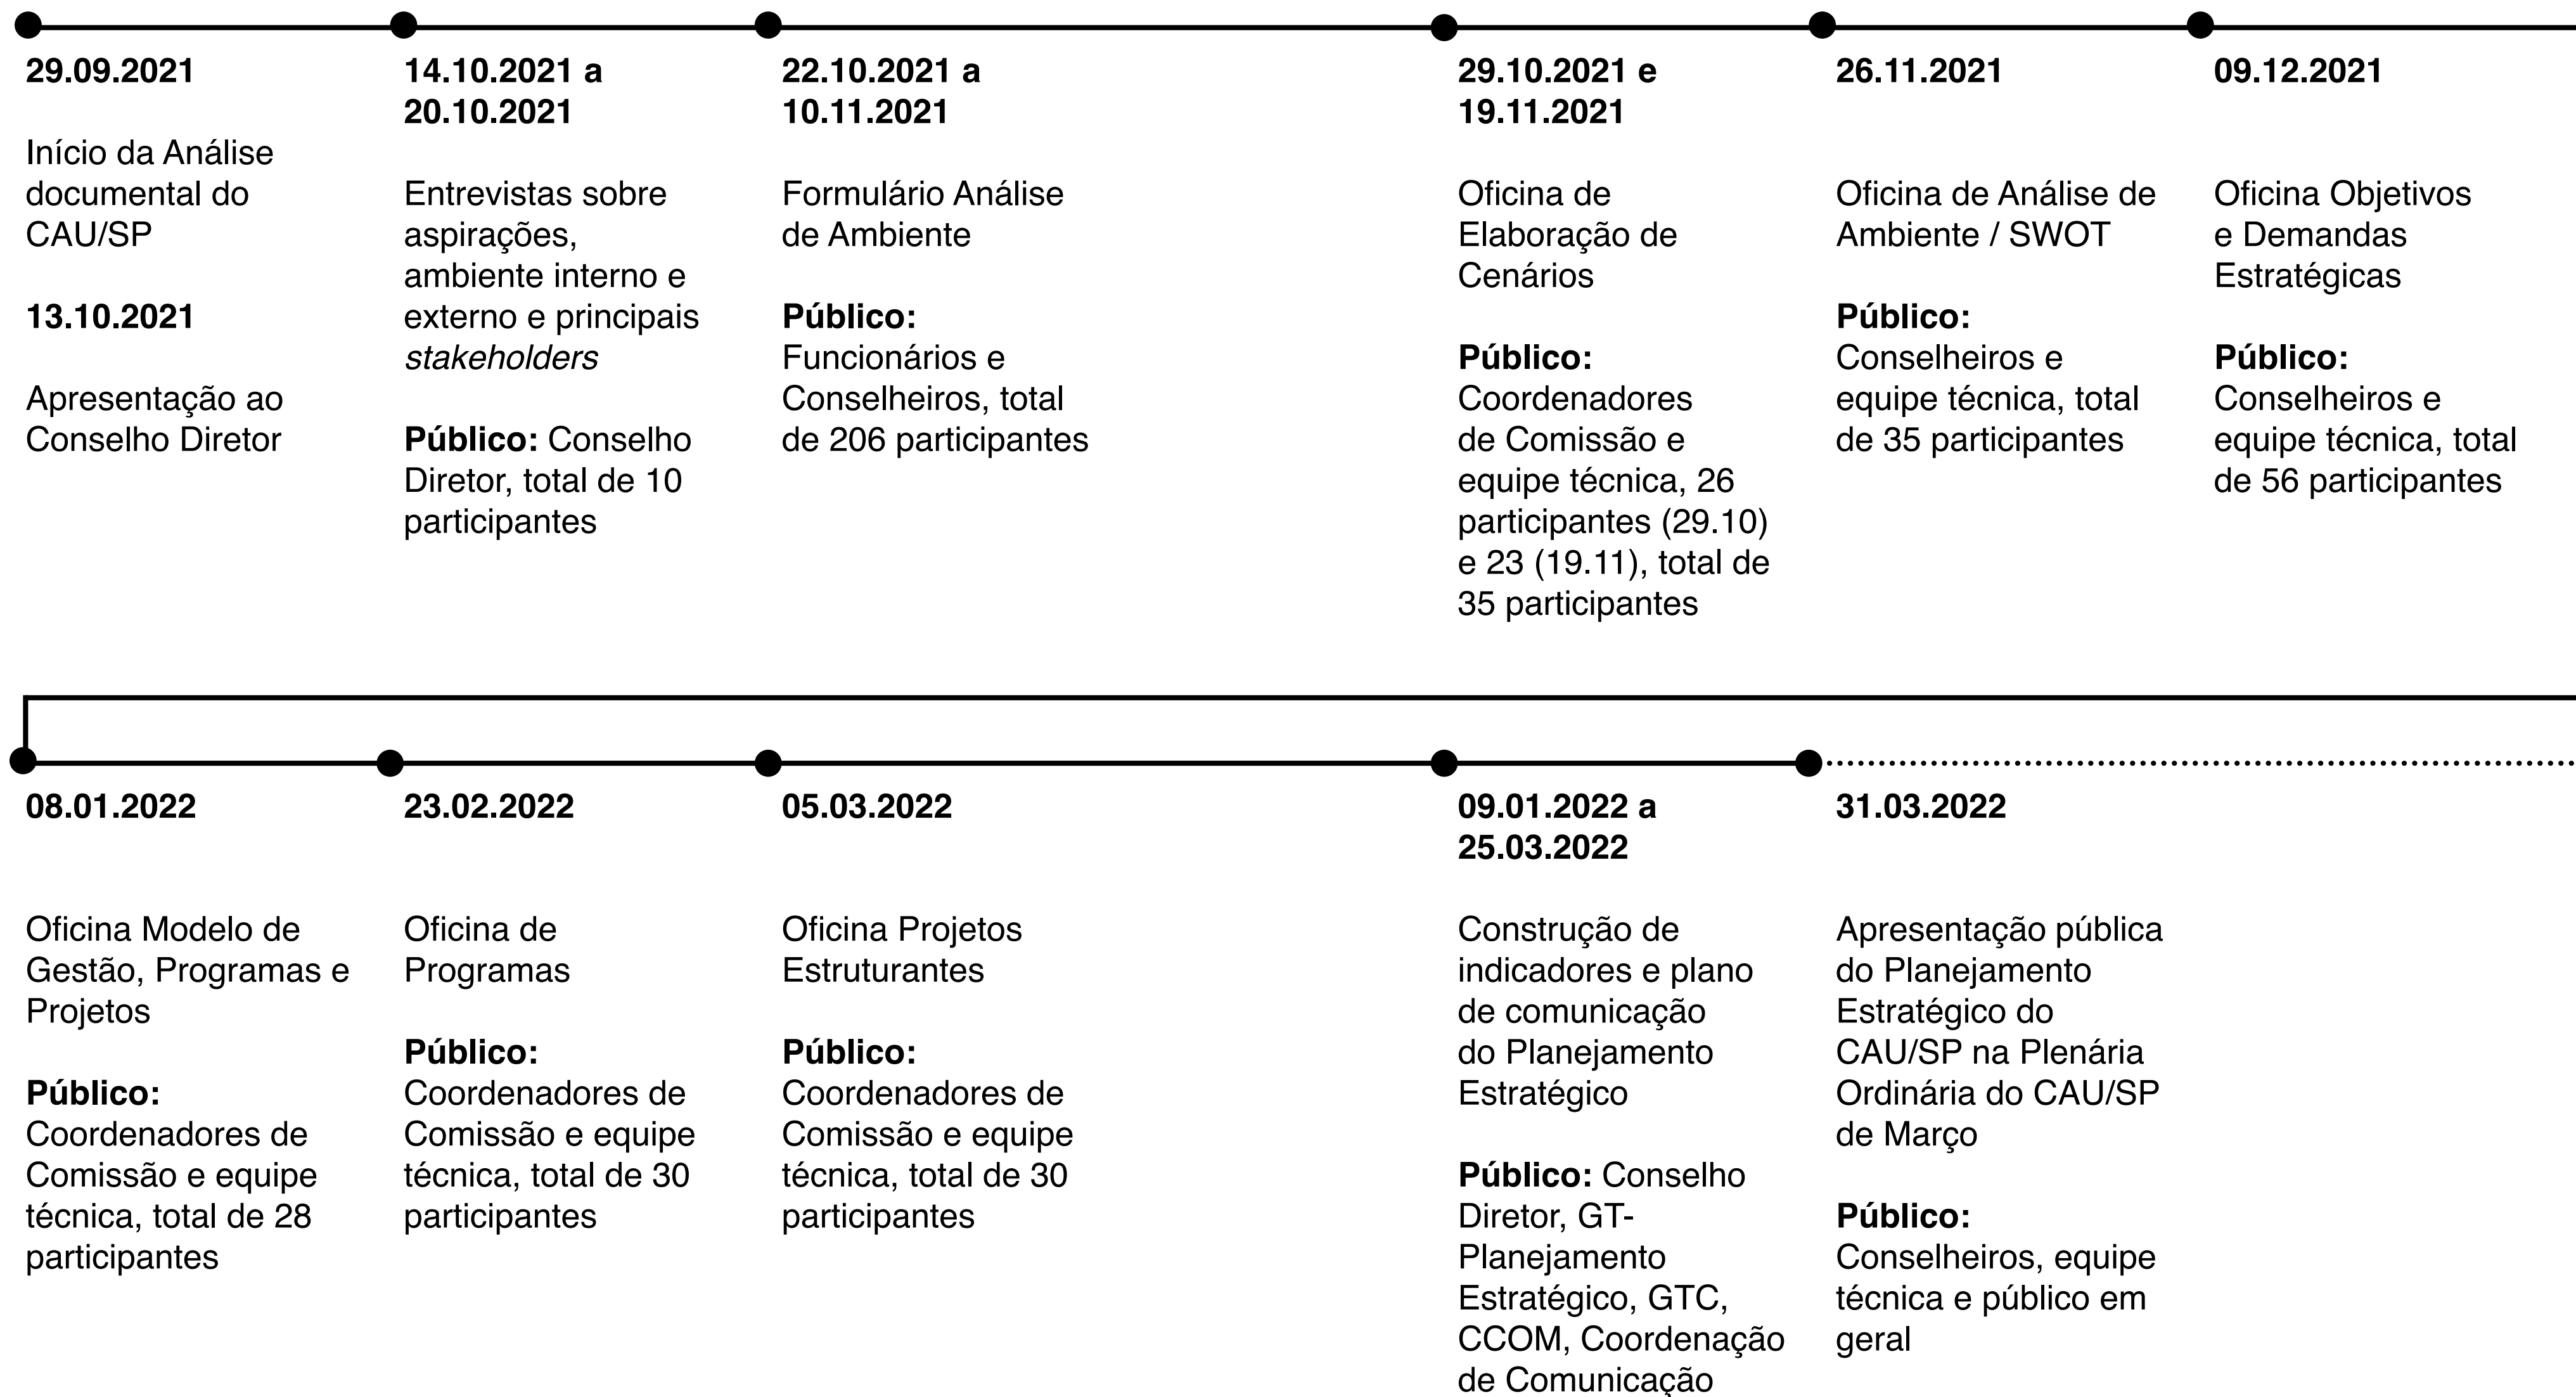 29.09.2021
Início da Análise
documental do
CAU/SP
13.10.2021
Apresentação ao
Conselho Diretor
14.10.2021 a
20.10.2021
Entrevistas sobre
aspirações,
ambiente interno e
externo e principais
stakeholders
Público: Conselho
Diretor, total de 10
participantes
22.10.2021 a
10.11.2021
Formulário Análise
de Ambiente
Público:
Funcionários e
Conselheiros, total
de 206 participantes
29.10.2021 e
19.11.2021
Oficina de
Elaboração de
Cenários
Público:
Coordenadores
de Comissão e
equipe técnica, 26
participantes (29.10)
e 23 (19.11), total de
35 participantes
26.11.2021
Oficina de Análise de
Ambiente / SWOT
Público:
Conselheiros e
equipe técnica, total
de 35 participantes
09.12.2021
Oficina Objetivos
e Demandas
Estratégicas
Público:
Conselheiros e
equipe técnica, total
de 56 participantes
08.01.2022
Oficina Modelo de
Gestão, Programas e
Projetos
Público:
Coordenadores de
Comissão e equipe
técnica, total de 28
participantes
23.02.2022
Oficina de
Programas
Público:
Coordenadores de
Comissão e equipe
técnica, total de 30
participantes
05.03.2022
Oficina Projetos
Estruturantes
Público:
Coordenadores de
Comissão e equipe
técnica, total de 30
participantes
09.01.2022 a
25.03.2022
Construção de
indicadores e plano
de comunicação
do Planejamento
Estratégico
Público: Conselho
Diretor, GT-
Planejamento
Estratégico, GTC,
CCOM, Coordenação
de Comunicação
31.03.2022
Apresentação pública
do Planejamento
Estratégico do
CAU/SP na Plenária
Ordinária do CAU/SP
de Março
Público:
Conselheiros, equipe
técnica e público em
geral